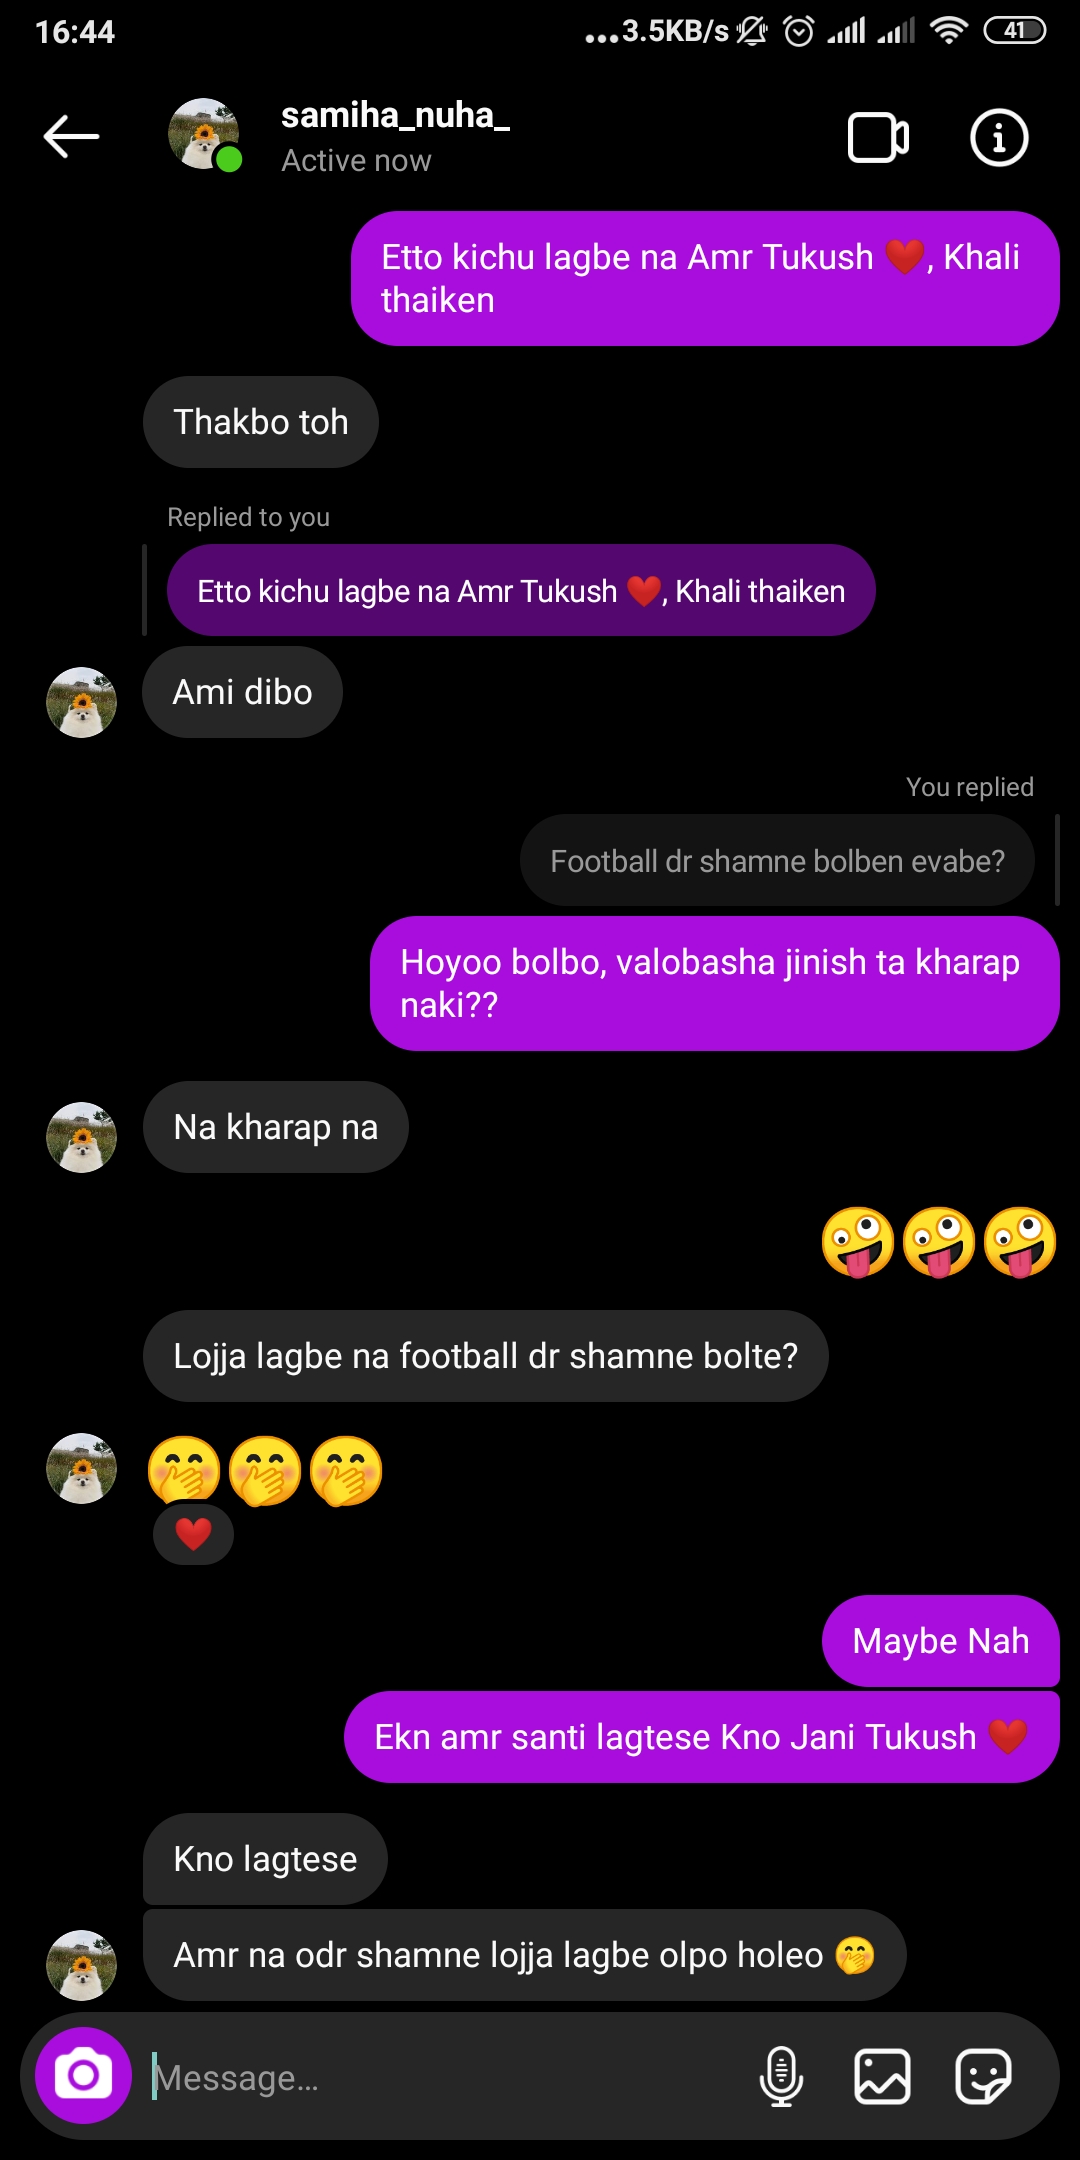 16:44
...3.5KB/s
41
samiha_nuha_
Active now
Etto kichu lagbe na Amr Tukush ❤️, Khali
thaiken
Thakbo toh
Replied to you
Etto kichu lagbe na Amr Tukush ❤️, Khali thaiken
Ami dibo
You replied
Football dr shamne bolben evabe?
Hoyoo bolbo, valobasha jinish ta kharap
naki??
Na kharap na
🤪🤪🤪
Lojja lagbe na football dr shamne bolte?
🤭🤭🤭
❤️
Maybe Nah
Ekn amr santi lagtese Kno Jani Tukush ❤️
Kno lagtese
Amr na odr shamne lojja lagbe olpo holeo 🤭
Message...